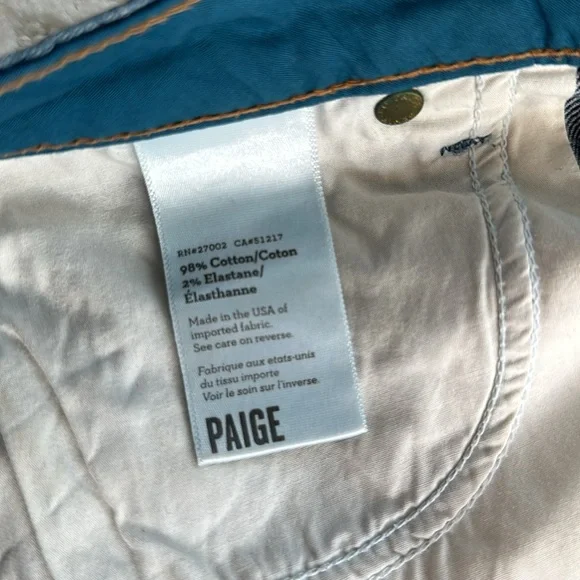 RN#27002 CA#51217
98% Cotton/Coton
2% Elastane/
Élasthanne
Made in the USA of
imported fabric.
See care on reverse.
Fabrique aux etats-unis
du tissu importe
Voir le soin sur l'inverse.
PAIGE